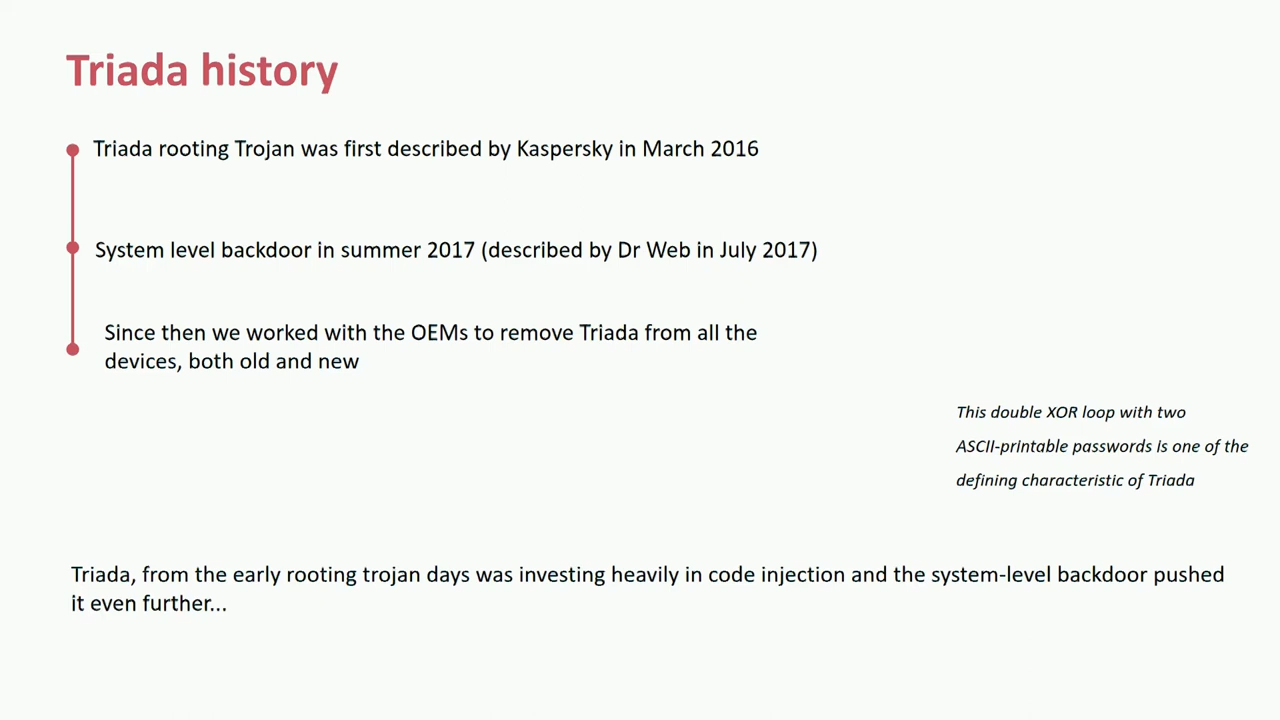 Triada history
Triada rooting Trojan was first described by Kaspersky in March 2016
System level backdoor in summer 2017 (described by Dr Web in July 2017)
Since then we worked with the OEMs to remove Triada from all the
devices, both old and new
This double XOR loop with two
ASCII-printable passwords is one of the
defining characteristic of Triada
Triada, from the early rooting trojan days was investing heavily in code injection and the system-level backdoor pushed
it even further...